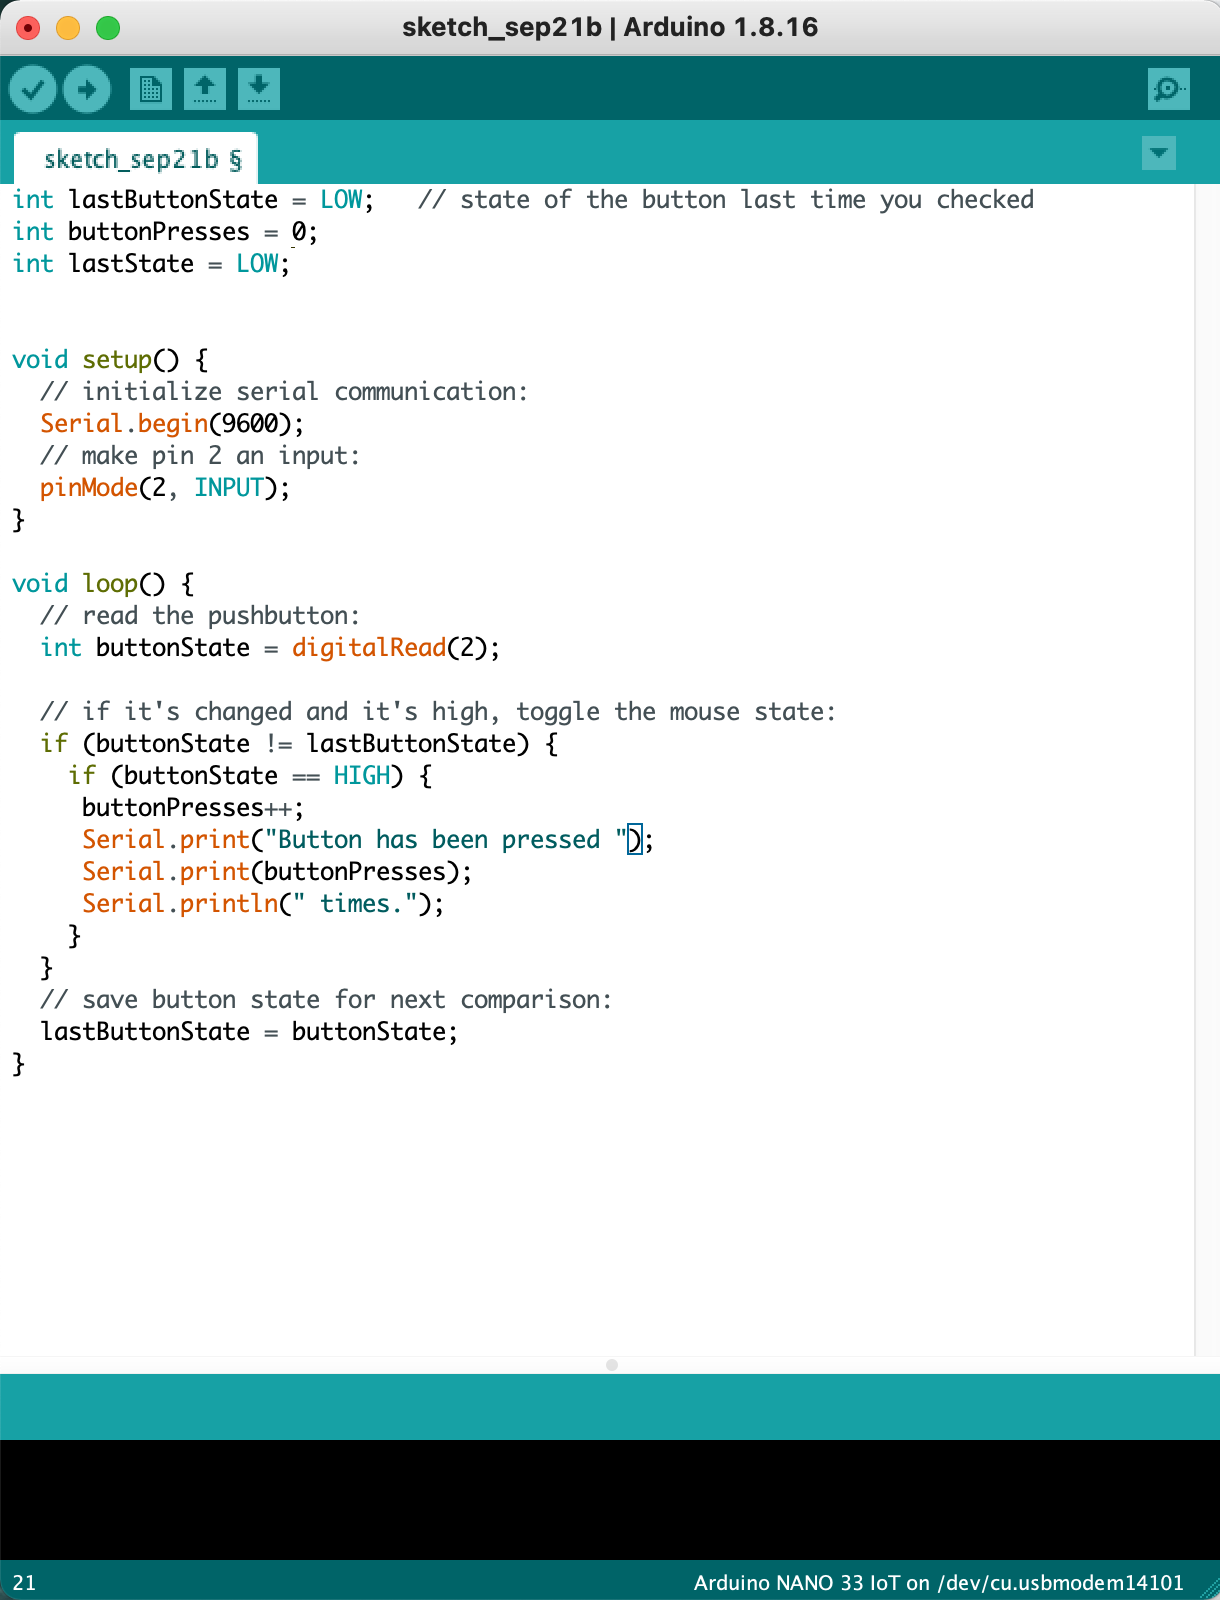 sketch_sep21b | Arduino 1.8.16
sketch_sep21b §
int lastButtonState = LOW;   // state of the button last time you checked
int buttonPresses = 0;
int lastState = LOW;
void setup() {
  // initialize serial communication:
  Serial.begin(9600);
  // make pin 2 an input:
  pinMode(2, INPUT);
}
void loop() {
  // read the pushbutton:
  int buttonState = digitalRead(2);
  // if it's changed and it's high, toggle the mouse state:
  if (buttonState != lastButtonState) {
    if (buttonState == HIGH) {
     buttonPresses++;
     Serial.print("Button has been pressed ");
     Serial.print(buttonPresses);
     Serial.println(" times.");
    }
  }
  // save button state for next comparison:
  lastButtonState = buttonState;
}
21
Arduino NANO 33 IoT on /dev/cu.usbmodem14101